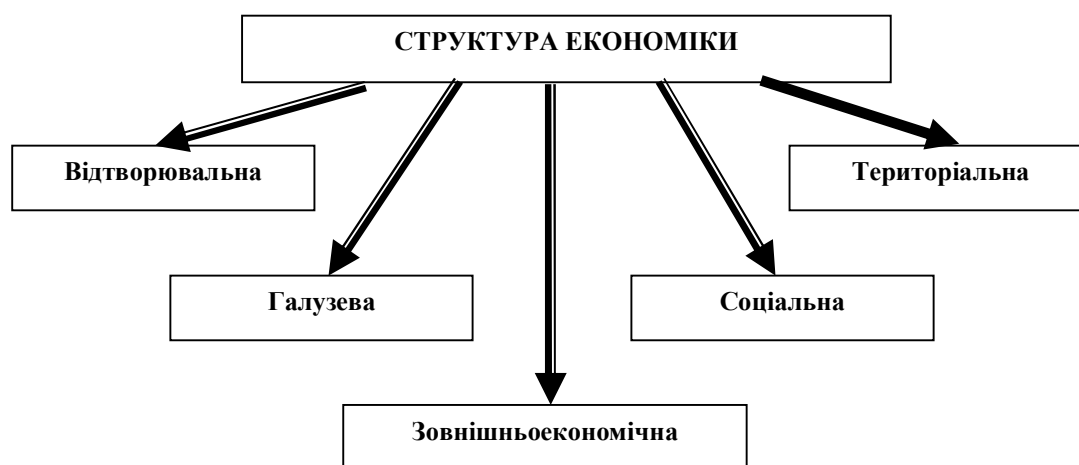 СТРУКТУРА ЕКОНОМІКИ
Відтворювальна
Територіальна
Галузева
Соціальна
Зовнішньоекономічна